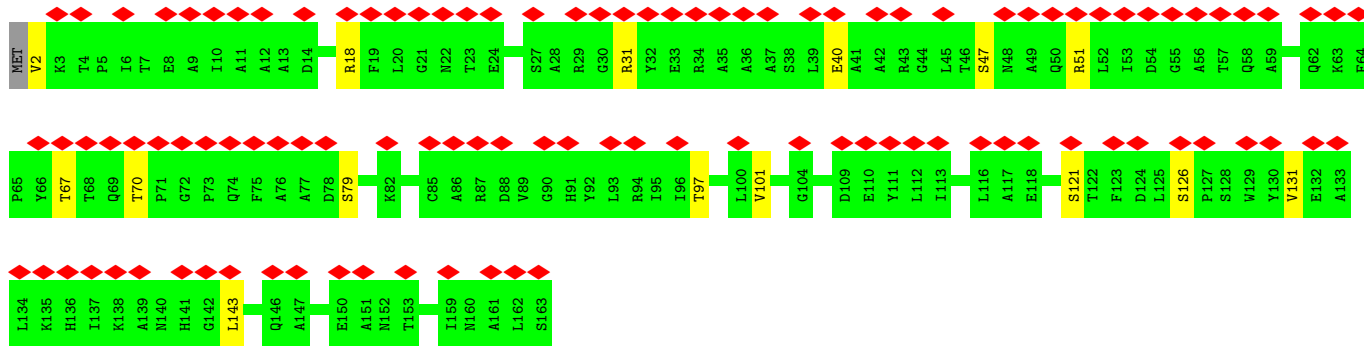 MET V2 K3 T4 P5 I6 T7 E8 A9 I10 A11 A12 A13 D14 R18 F19 L20 G21 N22 T23 E24 S27 A28 R29 G30 R31 Y32 E33 R34 A35 A36 A37 S38 L39 E40 A41 A42 R43 G44 L45 T46 S47 N48 A49 Q50 R51 L52 I53 D54 G55 A56 T57 Q58 A59 Q62 K63 E64
P65 Y66 T67 T68 Q69 T70 P71 G72 P73 Q74 F75 A76 A77 D78 S79 K82 C85 A86 R87 D88 V89 G90 H91 Y92 L93 R94 I95 I96 T97 L100 V101 G104 D109 E110 Y111 L112 I113 L116 A117 E118 S121 T122 F123 D124 L125 S126 P127 S128 W129 Y130 V131 E132 A133
L134 K135 H136 I137 K138 A139 N140 H141 G142 L143 Q146 A147 E150 A151 N152 T153 I159 N160 A161 L162 S163